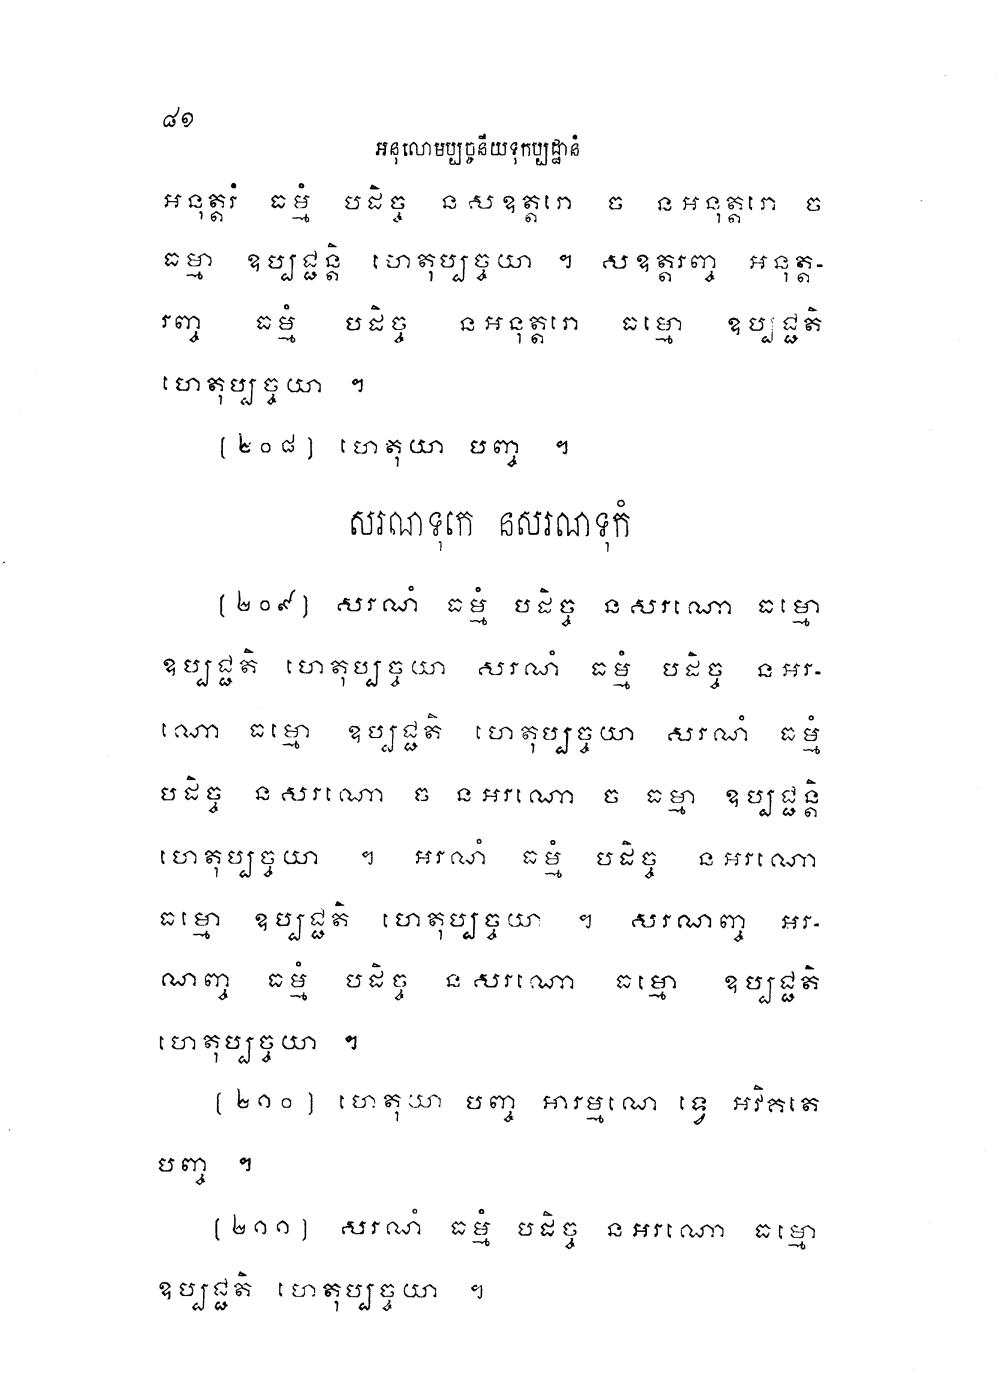 ៨១
អនុលោមប្បច្ចនីយទុកប្បដ្ឋានំ
អនុត្តរំ ធម្មំ បដិច្ច នសឧត្តរោ ច នអនុត្តរោ ច
ធម្មា ឧប្បជ្ជន្តិ ហេតុប្បច្ចយា ។ សឧត្តរញ្ច អនុត្ត-
រញ្ច ធម្មំ បដិច្ច នអនុត្តរោ ធម្មោ ឧប្បជ្ជតិ
ហេតុប្បច្ចយា ។
(២០៨) ហេតុយា បញ្ច ។
សរណទុកេ នសរណទុកំ
(២០៩) សរណំ ធម្មំ បដិច្ច នសរណោ ធម្មោ
ឧប្បជ្ជតិ ហេតុប្បច្ចយា សរណំ ធម្មំ បដិច្ច នអរ-
ណោ ធម្មោ ឧប្បជ្ជតិ ហេតុប្បច្ចយា សរណំ ធម្មំ
បដិច្ច នសរណោ ច នអរណោ ច ធម្មា ឧប្បជ្ជន្តិ
ហេតុប្បច្ចយា ។ អរណំ ធម្មំ បដិច្ច នអរណោ
ធម្មោ ឧប្បជ្ជតិ ហេតុប្បច្ចយា ។ សរណញ្ច អរ-
ណញ្ច ធម្មំ បដិច្ច នសរណោ ធម្មោ ឧប្បជ្ជតិ
ហេតុប្បច្ចយា ។
(២១០) ហេតុយា បញ្ច អារម្មណេ ទ្វេ អវិគតេ
បញ្ច ។
(២១១) សរណំ ធម្មំ បដិច្ច នអរណោ ធម្មោ
ឧប្បជ្ជតិ ហេតុប្បច្ចយា ។